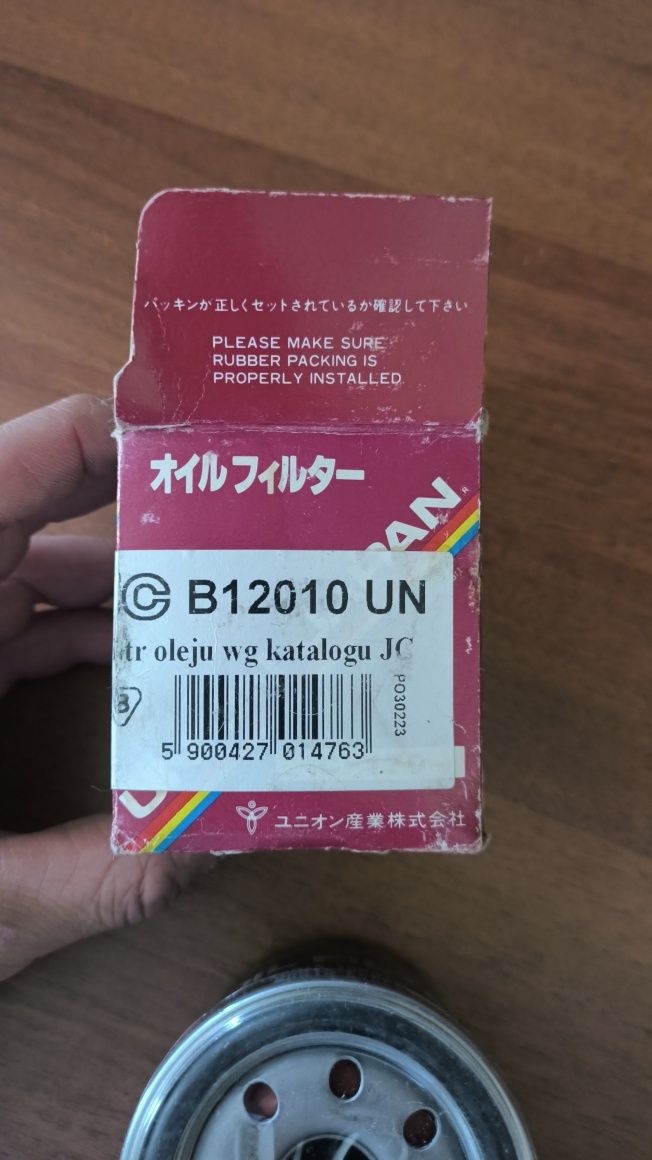 パッキンが正しくセットされているか確認して下さい
PLEASE MAKE SURE
RUBBER PACKING IS
PROPERLY INSTALLED
オイルフィルター
PAN
®
C B12010 UN
tr oleju wg katalogu JC
B
PO30223
5 900427 014763
ユニオン産業株式会社